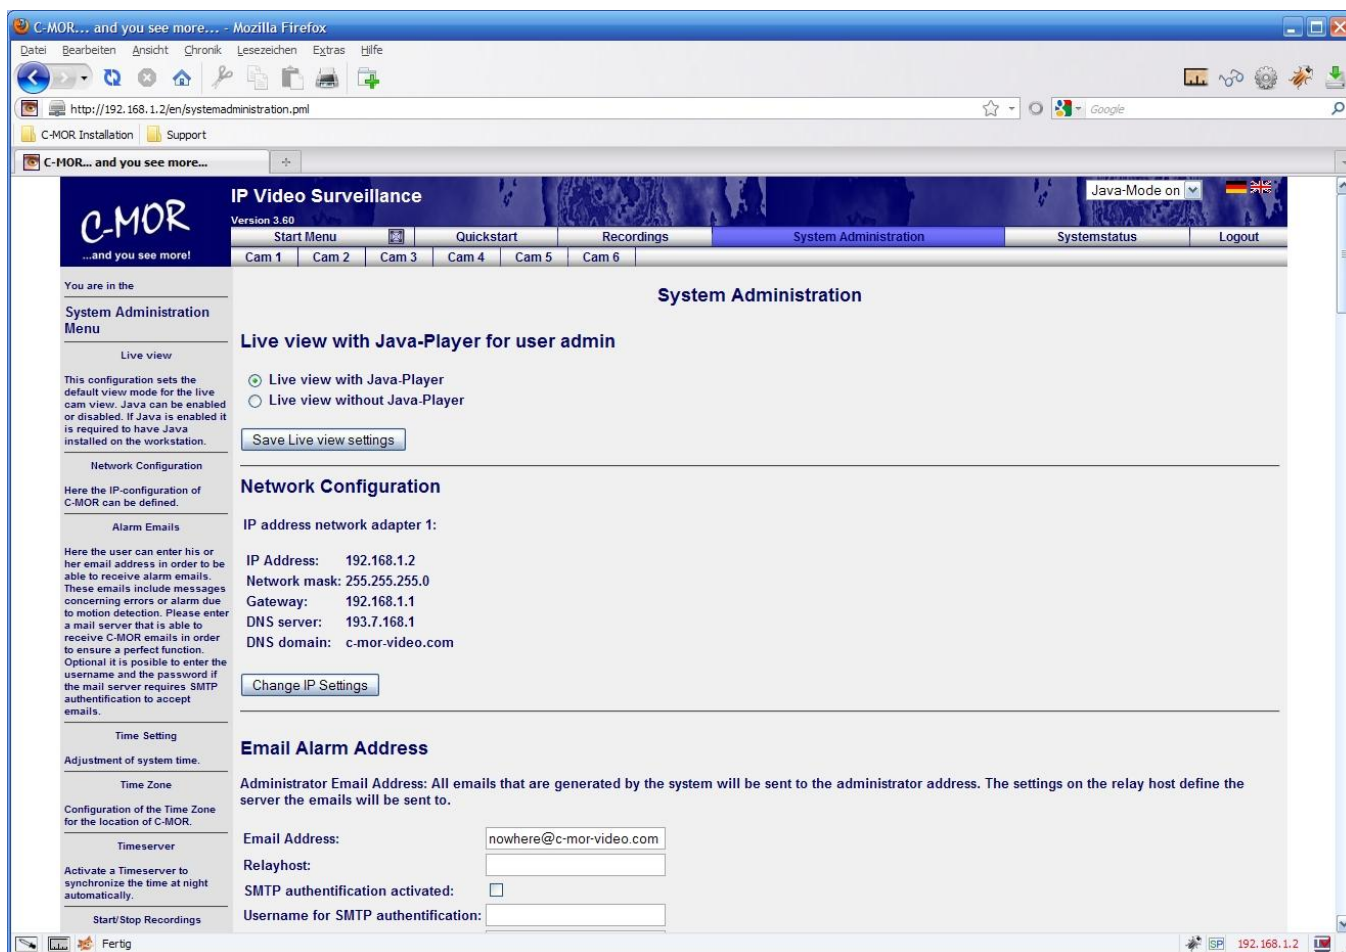 C-MOR... and you see more... - Mozilla Firefox
Datei Bearbeiten Ansicht Chronik Lesezeichen Extras Hilfe
http://192.168.1.2/en/systemadministration.pml
Google
C-MOR Installation Support
C-MOR... and you see more...
C-MOR
...and you see more!
IP Video Surveillance
Version 3.60
Java-Mode on
Start Menu Quickstart Recordings System Administration Systemstatus Logout
Cam 1 Cam 2 Cam 3 Cam 4 Cam 5 Cam 6
You are in the
System Administration
Menu
Live view
This configuration sets the
default view mode for the live
cam view. Java can be enabled
or disabled. If Java is enabled it
is required to have Java
installed on the workstation.
Network Configuration
Here the IP-configuration of
C-MOR can be defined.
Alarm Emails
Here the user can enter his or
her email address in order to be
able to receive alarm emails.
These emails include messages
concerning errors or alarm due
to motion detection. Please enter
a mail server that is able to
receive C-MOR emails in order
to ensure a perfect function.
Optional it is posible to enter the
username and the password if
the mail server requires SMTP
authentification to accept
emails.
Time Setting
Adjustment of system time.
Time Zone
Configuration of the Time Zone
for the location of C-MOR.
Timeserver
Activate a Timeserver to
synchronize the time at night
automatically.
Start/Stop Recordings
System Administration
Live view with Java-Player for user admin
Live view with Java-Player
Live view without Java-Player
Save Live view settings
Network Configuration
IP address network adapter 1:
IP Address: 192.168.1.2
Network mask: 255.255.255.0
Gateway: 192.168.1.1
DNS server: 193.7.168.1
DNS domain: c-mor-video.com
Change IP Settings
Email Alarm Address
Administrator Email Address: All emails that are generated by the system will be sent to the administrator address. The settings on the relay host define the
server the emails will be sent to.
Email Address: nowhere@c-mor-video.com
Relayhost:
SMTP authentification activated:
Username for SMTP authentification:
Fertig
SP 192.168.1.2